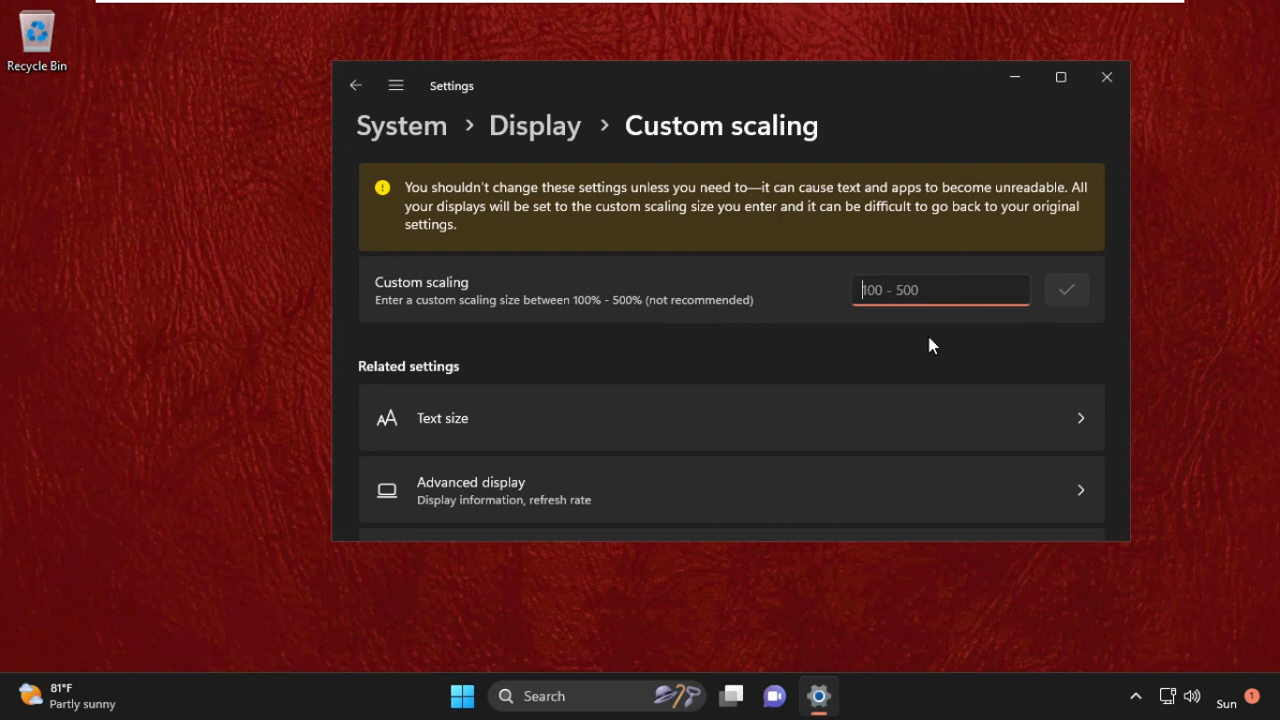 Recycle Bin
Settings
System > Display > Custom scaling
You shouldn't change these settings unless you need to—it can cause text and apps to become unreadable. All
your displays will be set to the custom scaling size you enter and it can be difficult to go back to your original
settings.
Custom scaling
Enter a custom scaling size between 100% - 500% (not recommended)
100 - 500
Related settings
Text size
Advanced display
Display information, refresh rate
81°F
Partly sunny
Search
Sun
1